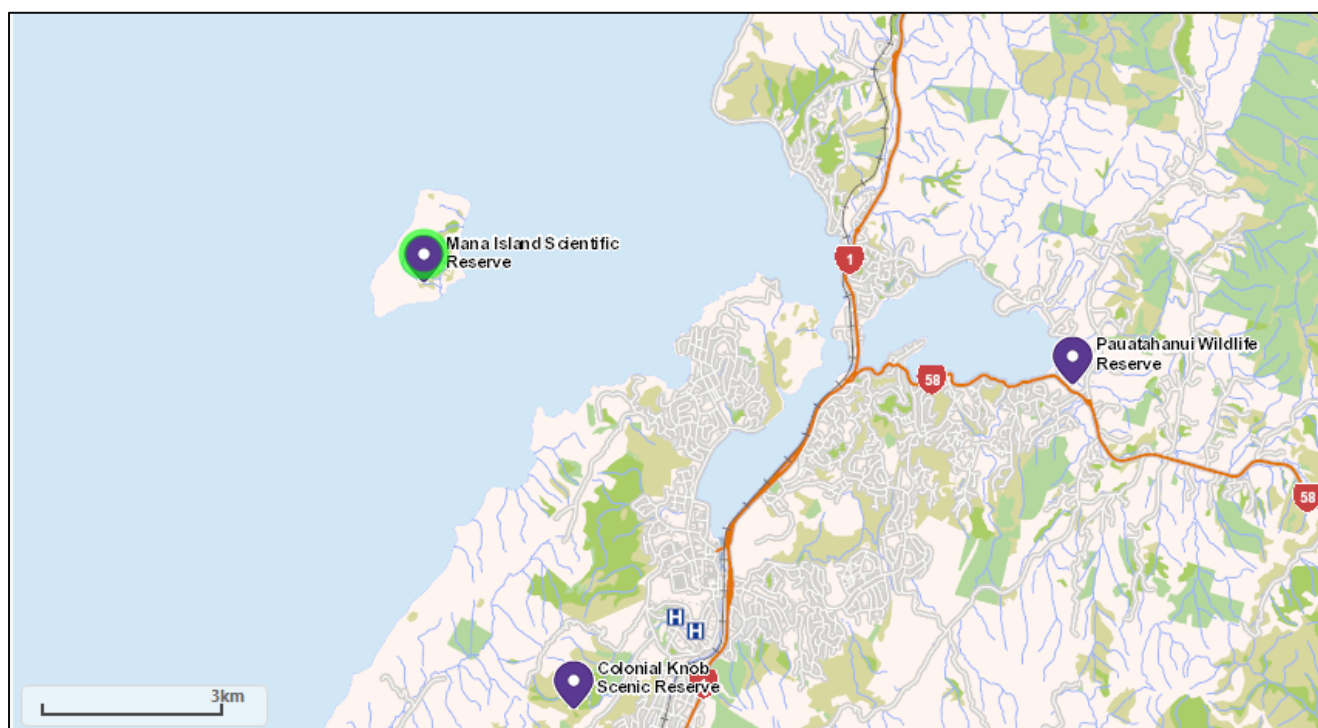 Mana Island Scientific
Reserve
1
Pauatahanui Wildlife
Reserve
58
58
H
H
Colonial Knob
Scenic Reserve
3km